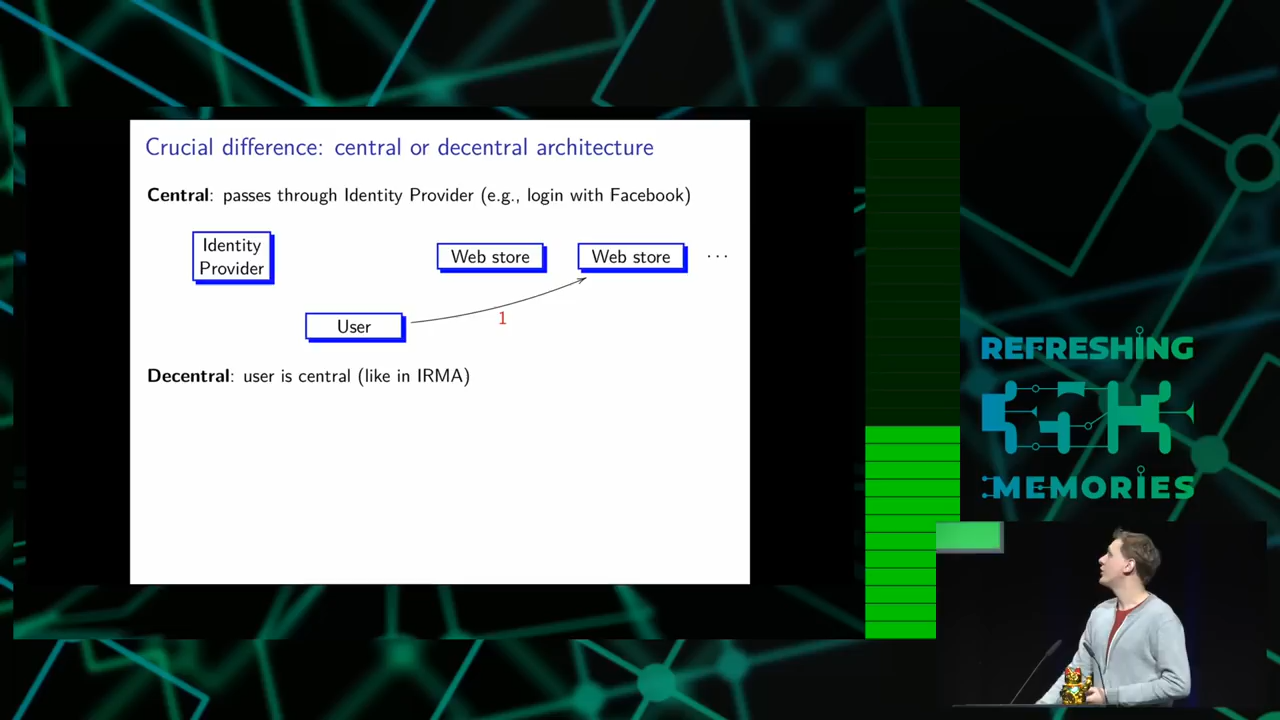 Crucial difference: central or decentral architecture
Central: passes through Identity Provider (e.g., login with Facebook)
Identity
Provider
Web store
Web store
...
User
1
Decentral: user is central (like in IRMA)
REFRESHING
MEMORIES